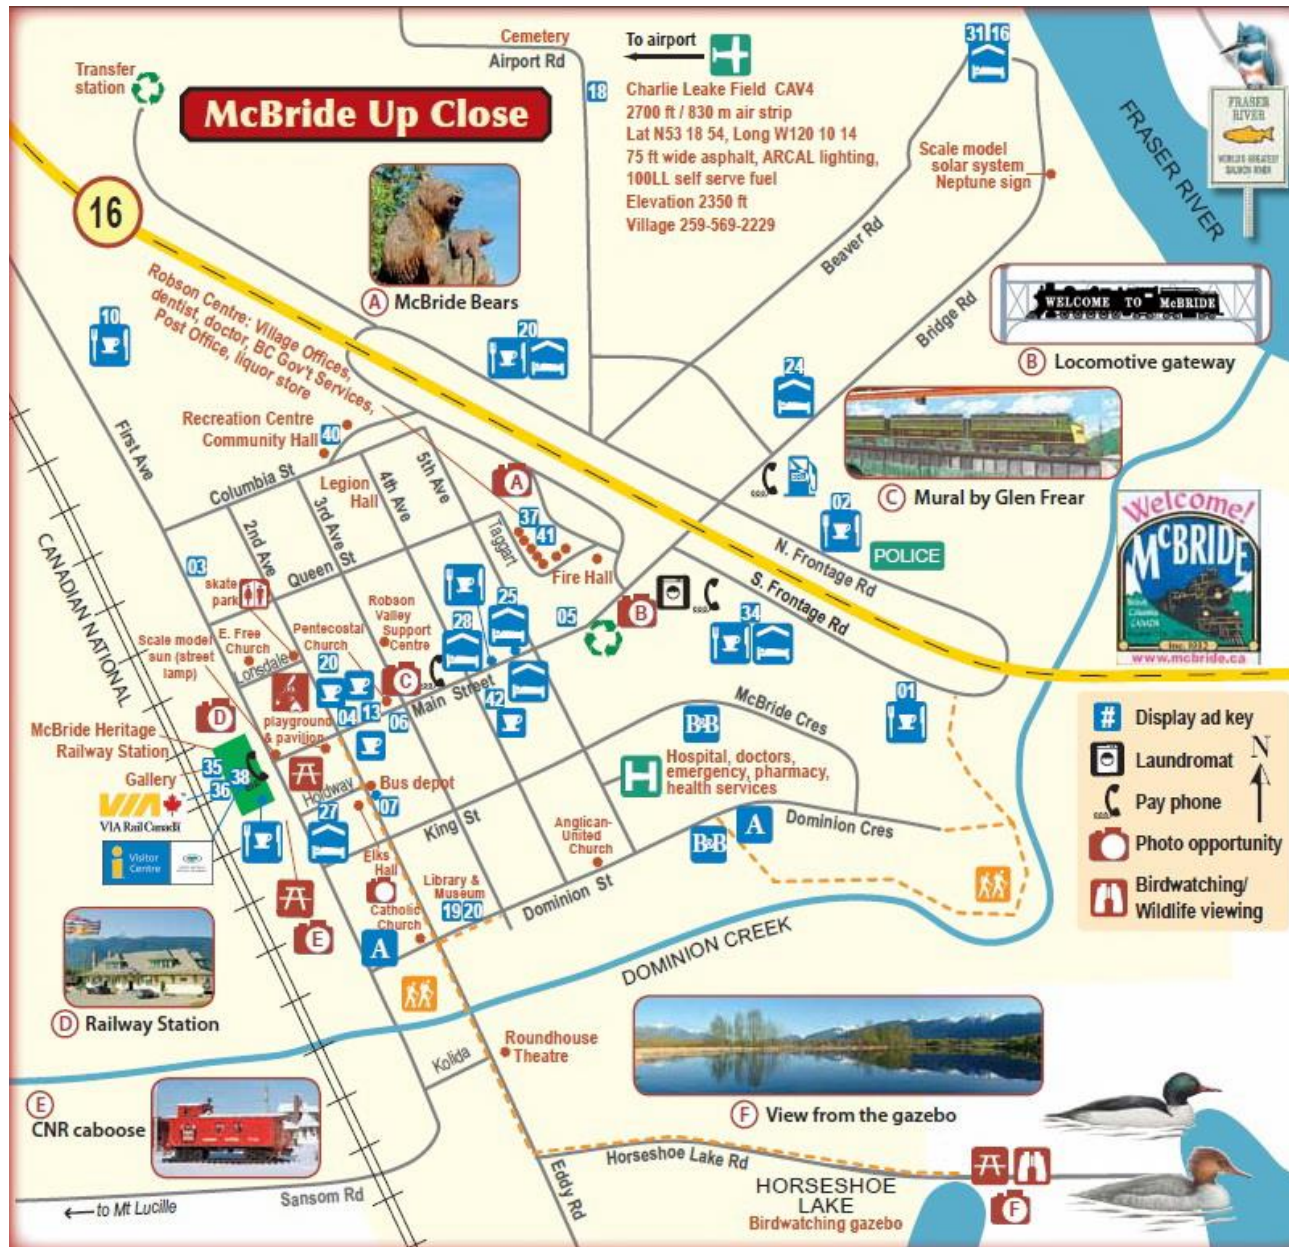 McBride Up Close
Transfer
station
Cemetery
Airport Rd
18
To airport
Charlie Leake Field CAV4
2700 ft / 830 m air strip
Lat N53 18 54, Long W120 10 14
75 ft wide asphalt, ARCAL lighting,
100LL self serve fuel
Elevation 2350 ft
Village 259-569-2229
31 16
Scale model
solar system
Neptune sign
FRASER RIVER
FRASER
RIVER
WORLD'S GREATEST
SALMON RIVER
16
A McBride Bears
Beaver Rd
Bridge Rd
WELCOME TO McBRIDE
B Locomotive gateway
Robson Centre: Village Offices,
dentist, doctor, BC Gov't Services,
Post Office, liquor store
10
20
24
First Ave
Recreation Centre
Community Hall
40
C Mural by Glen Frear
Columbia St
Legion
Hall
5th Ave
4th Ave
3rd Ave
St
2nd Ave
Queen
Taggart
A
37
41
Fire Hall
02
POLICE
N. Frontage Rd
S. Frontage Rd
Welcome!
McBRIDE
CANADA
Inc. 1932
www.mcbride.ca
CANADIAN NATIONAL
03
skate
park
Scale model
sun (street
lamp)
E. Free
Church
Lonsdale
Pentecostal
Church
Robson
Valley
Support
Centre
28
25
05
B
34
20
C
Main Street
42
04
13
06
D
playground
& pavilion
McBride Heritage
Railway Station
Gallery
35
36
38
VIA
VIA Rail Canada
Visitor
Centre
Holdway
Bus depot
07
27
King St
Elks
Hall
Library &
Museum
19 20
Catholic
Church
Anglican-
United
Church
Dominion St
B&B
McBride Cres
01
H
Hospital, doctors,
emergency, pharmacy,
health services
B&B
A
Dominion Cres
# Display ad key
Laundromat
N
Pay phone
Photo opportunity
Birdwatching/
Wildlife viewing
E
A
DOMINION CREEK
D Railway Station
Kolida
Roundhouse
Theatre
E
CNR caboose
F View from the gazebo
Sansom Rd
to Mt Lucille
Eddy Rd
Horseshoe Lake Rd
HORSESHOE
LAKE
Birdwatching gazebo
F